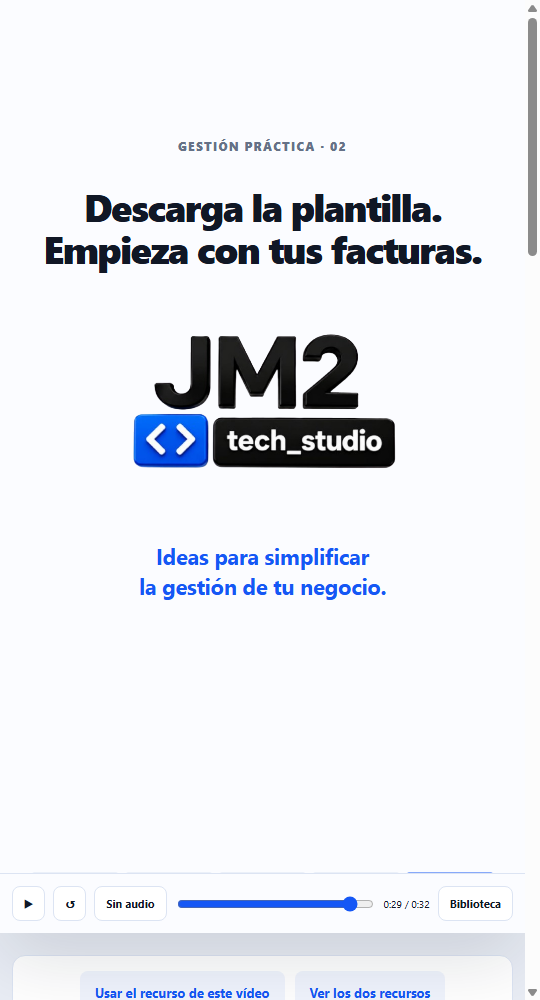 GESTIÓN PRÁCTICA · 02
Descarga la plantilla.
Empieza con tus facturas.
JM2
<> tech_studio
Ideas para simplificar
la gestión de tu negocio.
Sin audio
0:29 / 0:32
Biblioteca
Usar el recurso de este vídeo
Ver los dos recursos